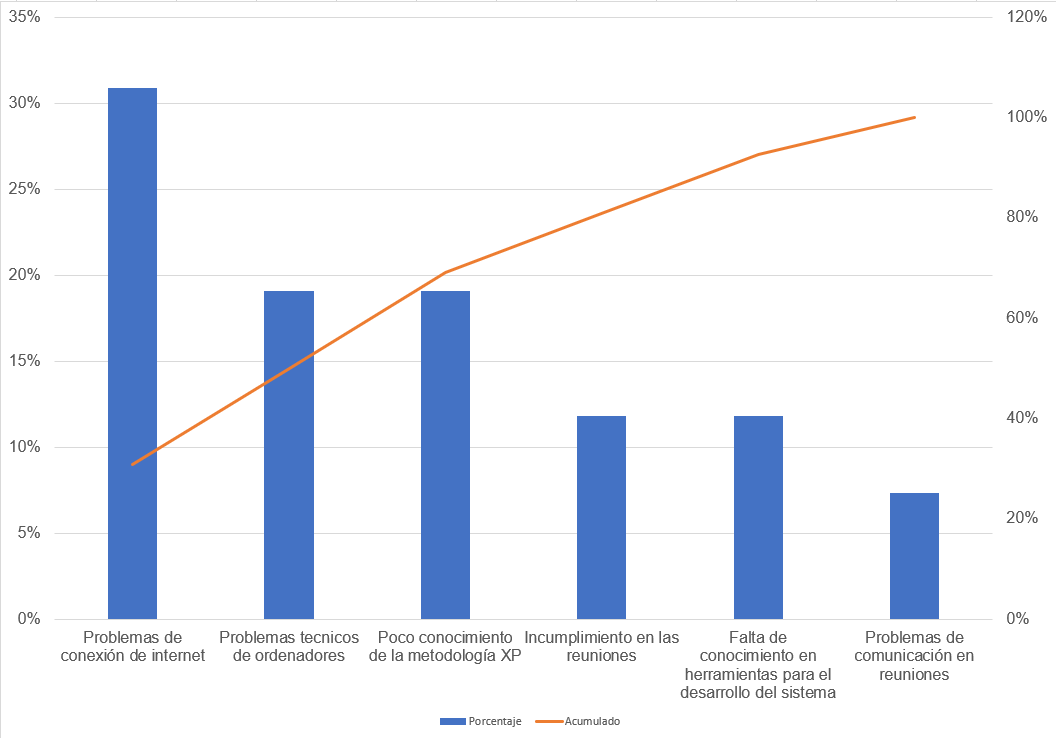 35%
30%
25%
20%
15%
10%
5%
0%
120%
100%
80%
60%
40%
20%
0%
Problemas de
conexión de internet
Problemas tecnicos
de ordenadores
Poco conocimiento
de la metodología XP
Incumplimiento en las
reuniones
Falta de
conocimiento en
herramientas para el
desarrollo del sistema
Problemas de
comunicación en
reuniones
Porcentaje
Acumulado